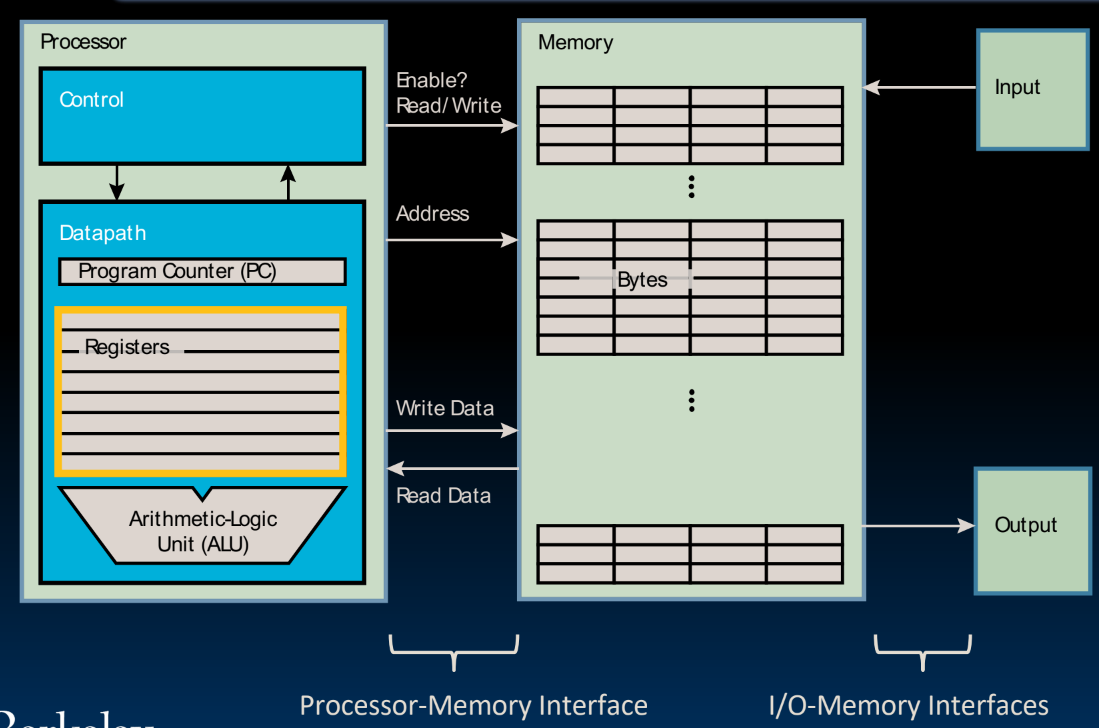 Processor
Control
Datapath
Program Counter (PC)
Registers
Arithmetic-Logic
Unit (ALU)
Enable?
Read/Write
Address
Write Data
Read Data
Memory
Bytes
Input
Output
Processor-Memory Interface
I/O-Memory Interfaces